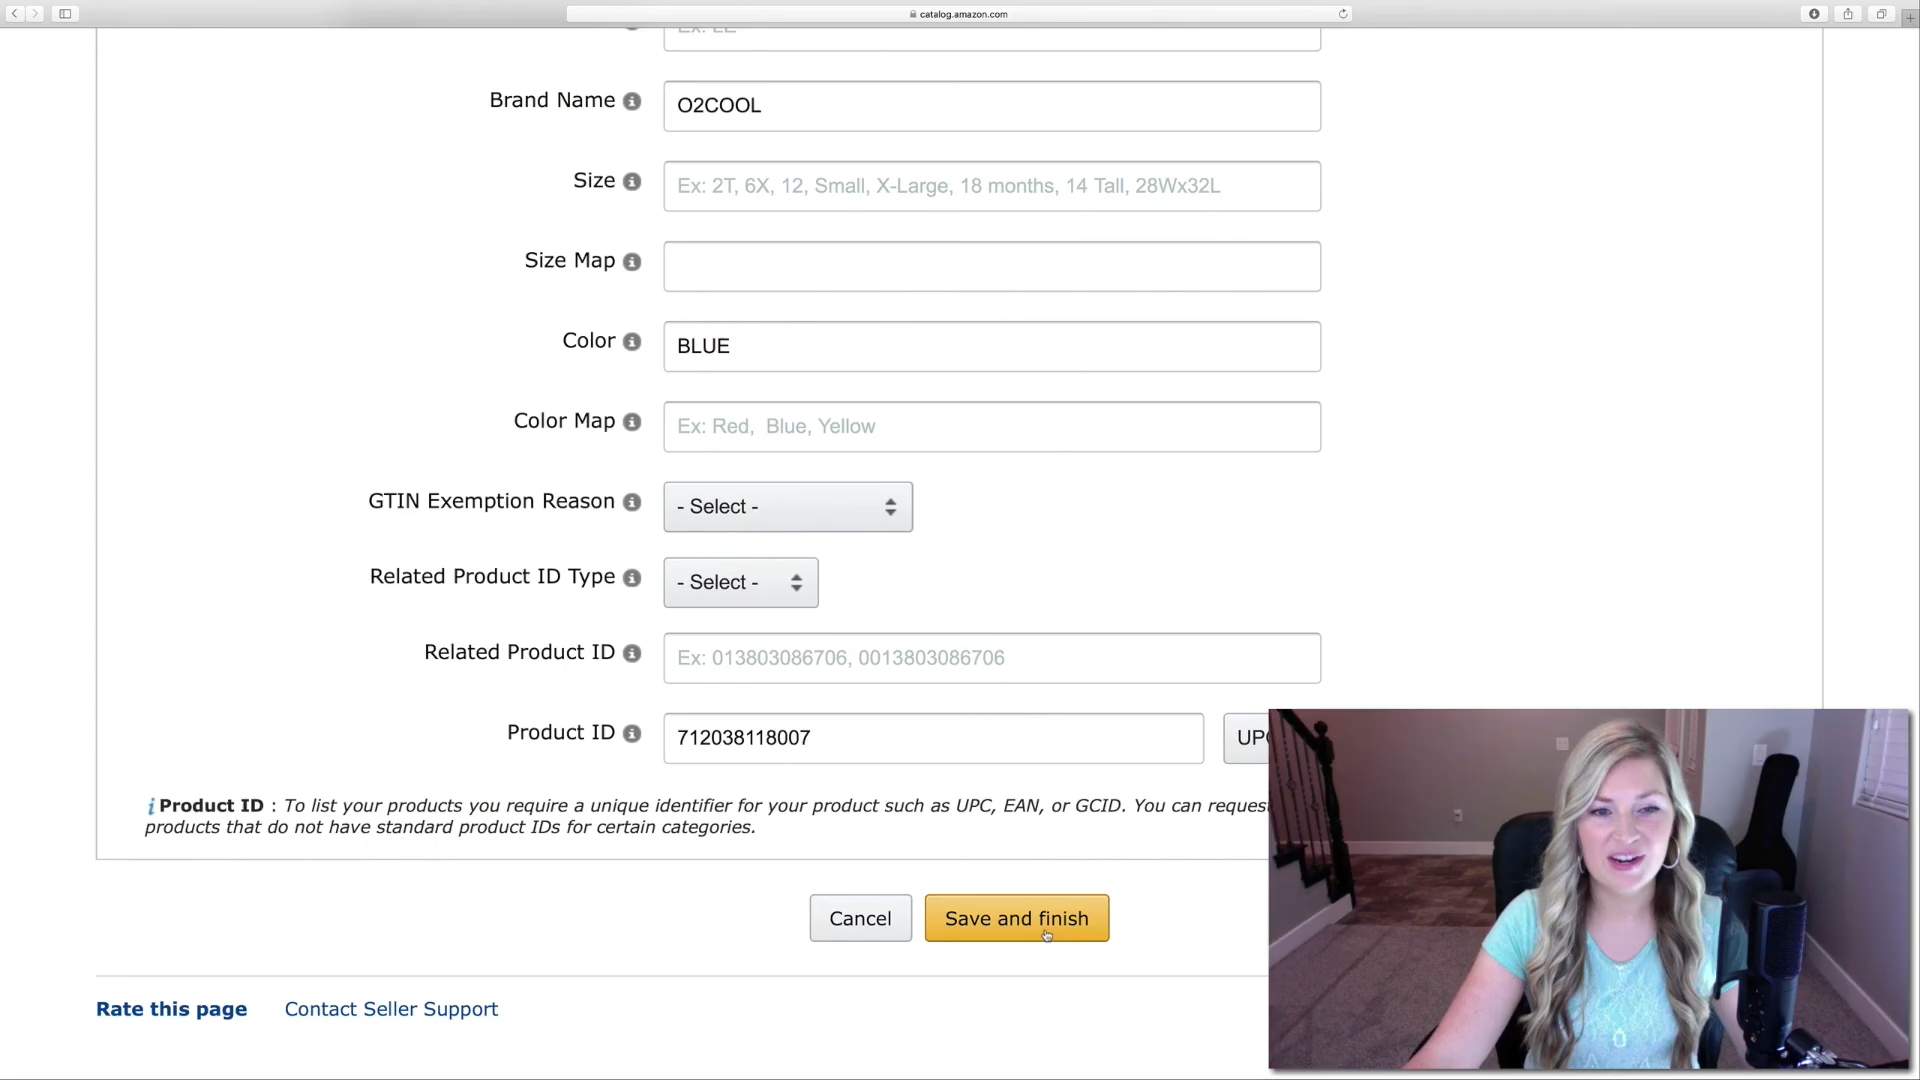 catalog.amazon.com
Brand Name
O2COOL
Size
Ex: 2T, 6X, 12, Small, X-Large, 18 months, 14 Tall, 28Wx32L
Size Map
Color
BLUE
Color Map
Ex: Red,  Blue, Yellow
GTIN Exemption Reason
- Select -
Related Product ID Type
- Select -
Related Product ID
Ex: 013803086706, 0013803086706
Product ID
712038118007
Product ID : To list your products you require a unique identifier for your product such as UPC, EAN, or GCID. You can
products that do not have standard product IDs for certain categories.
Cancel
Save and finish
Rate this page
Contact Seller Support